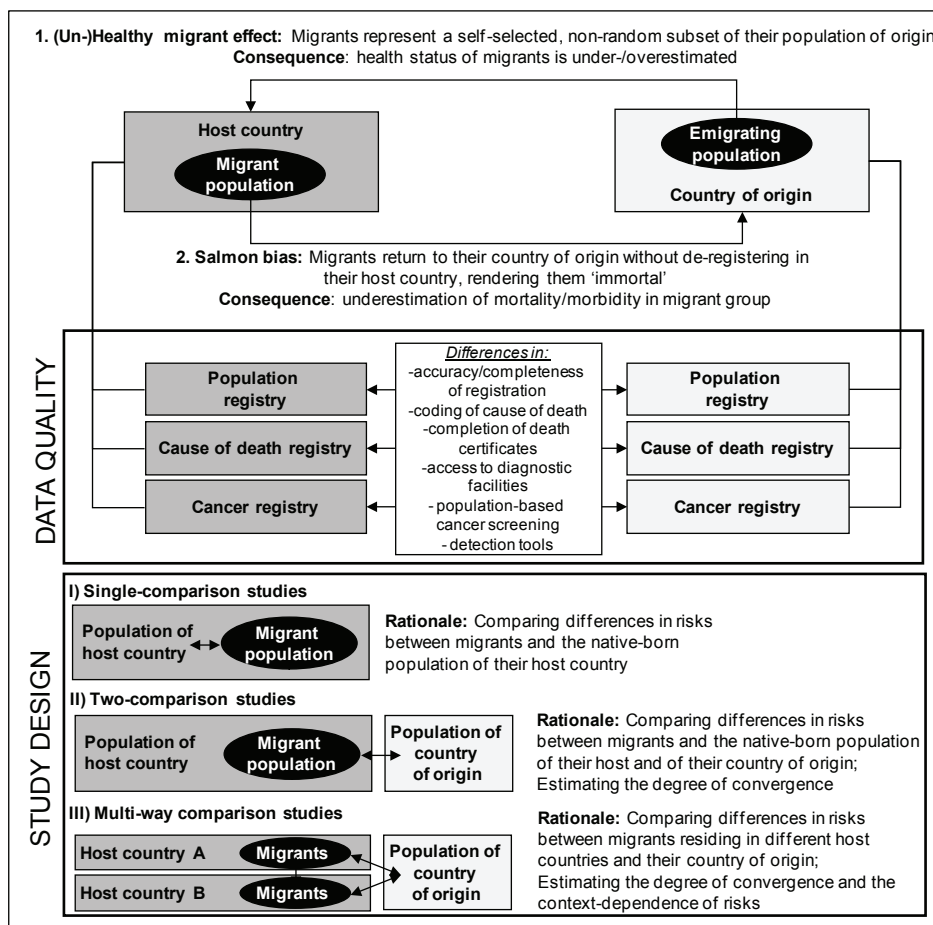 1. (Un-)Healthy migrant effect: Migrants represent a self-selected, non-random subset of their population of origin
Consequence: health status of migrants is under-/overestimated
Host country
Migrant
population
Emigrating
population
Country of origin
2. Salmon bias: Migrants return to their country of origin without de-registering in
their host country, rendering them ‘immortal’
Consequence: underestimation of mortality/morbidity in migrant group
DATA QUALITY
Population
registry
Cause of death registry
Cancer registry
Differences in:
-accuracy/completeness
of registration
-coding of cause of death
-completion of death
certificates
-access to diagnostic
facilities
- population-based
cancer screening
- detection tools
Population
registry
Cause of death registry
Cancer registry
STUDY DESIGN
I) Single-comparison studies
Population of
host country
Migrant
population
Rationale: Comparing differences in risks
between migrants and the native-born
population of their host country
II) Two-comparison studies
Population of
host country
Migrant
population
Population of
country
of origin
Rationale: Comparing differences in risks
between migrants and the native-born population
of their host and of their country of origin;
Estimating the degree of convergence
III) Multi-way comparison studies
Host country A
Migrants
Host country B
Migrants
Population of
country
of origin
Rationale: Comparing differences in risks
between migrants residing in different host
countries and their country of origin;
Estimating the degree of convergence and the
context-dependence of risks